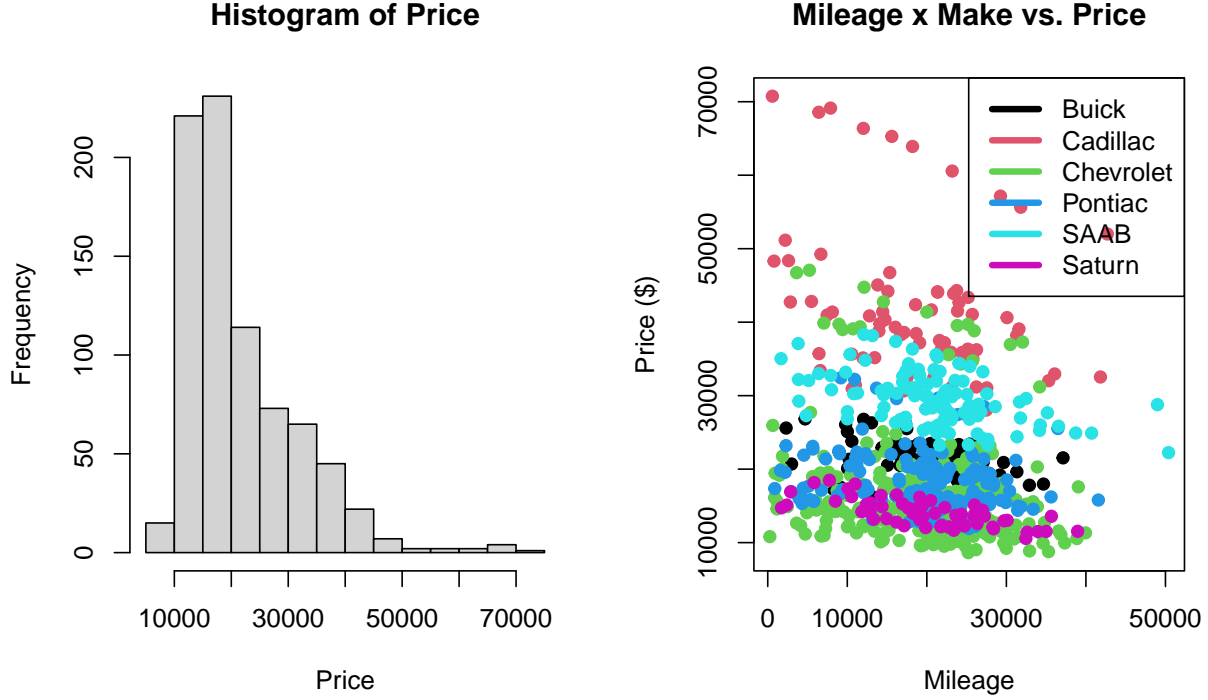 Histogram of Price
Frequency
0
50
100
150
200
10000
30000
50000
70000
Price
Mileage x Make vs. Price
Price ($)
10000
30000
50000
70000
0
10000
30000
50000
Mileage
Buick
Cadillac
Chevrolet
Pontiac
SAAB
Saturn